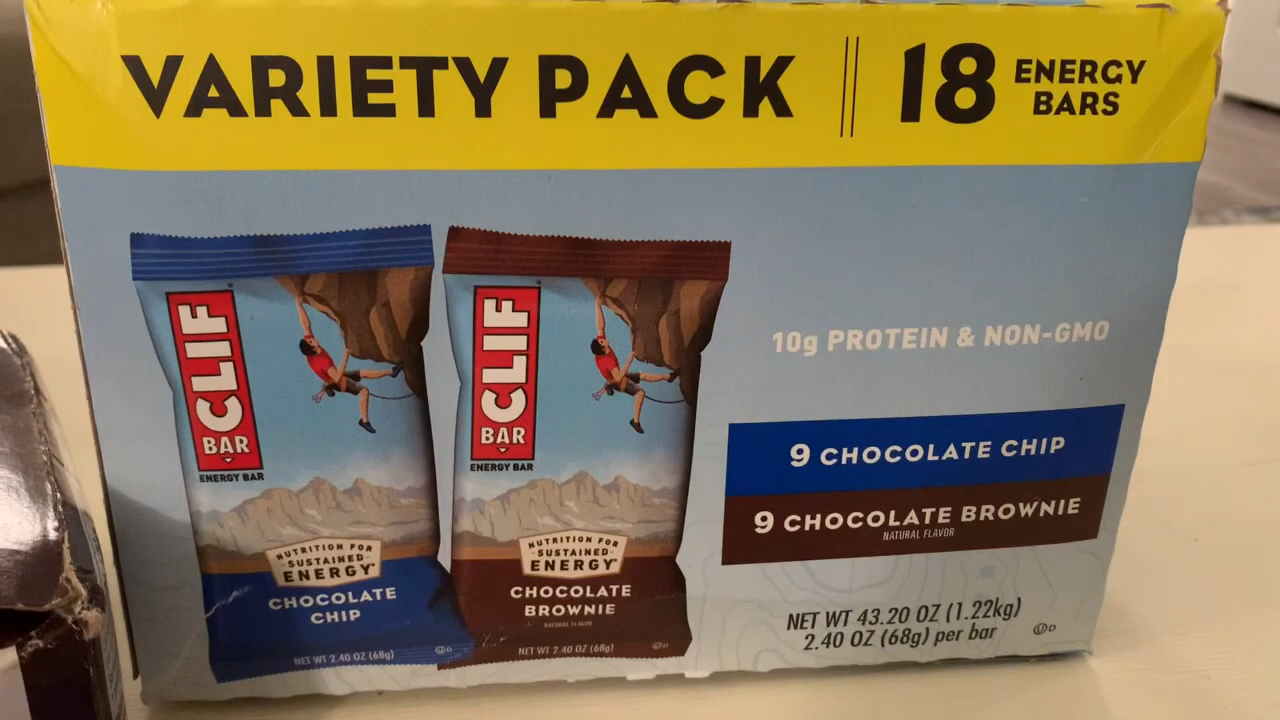 VARIETY PACK
18 ENERGY BARS
CLIF
BAR
ENERGY BAR
NUTRITION FOR
SUSTAINED
ENERGY
CHOCOLATE
CHIP
NET WT 2.40 OZ (68g)
CLIF
BAR
ENERGY BAR
NUTRITION FOR
SUSTAINED
ENERGY
CHOCOLATE
BROWNIE
NATURAL FLAVOR
NET WT 2.40 OZ (68g)
10g PROTEIN & NON-GMO
9 CHOCOLATE CHIP
9 CHOCOLATE BROWNIE
NATURAL FLAVOR
NET WT 43.20 OZ (1.22kg)
2.40 OZ (68g) per bar